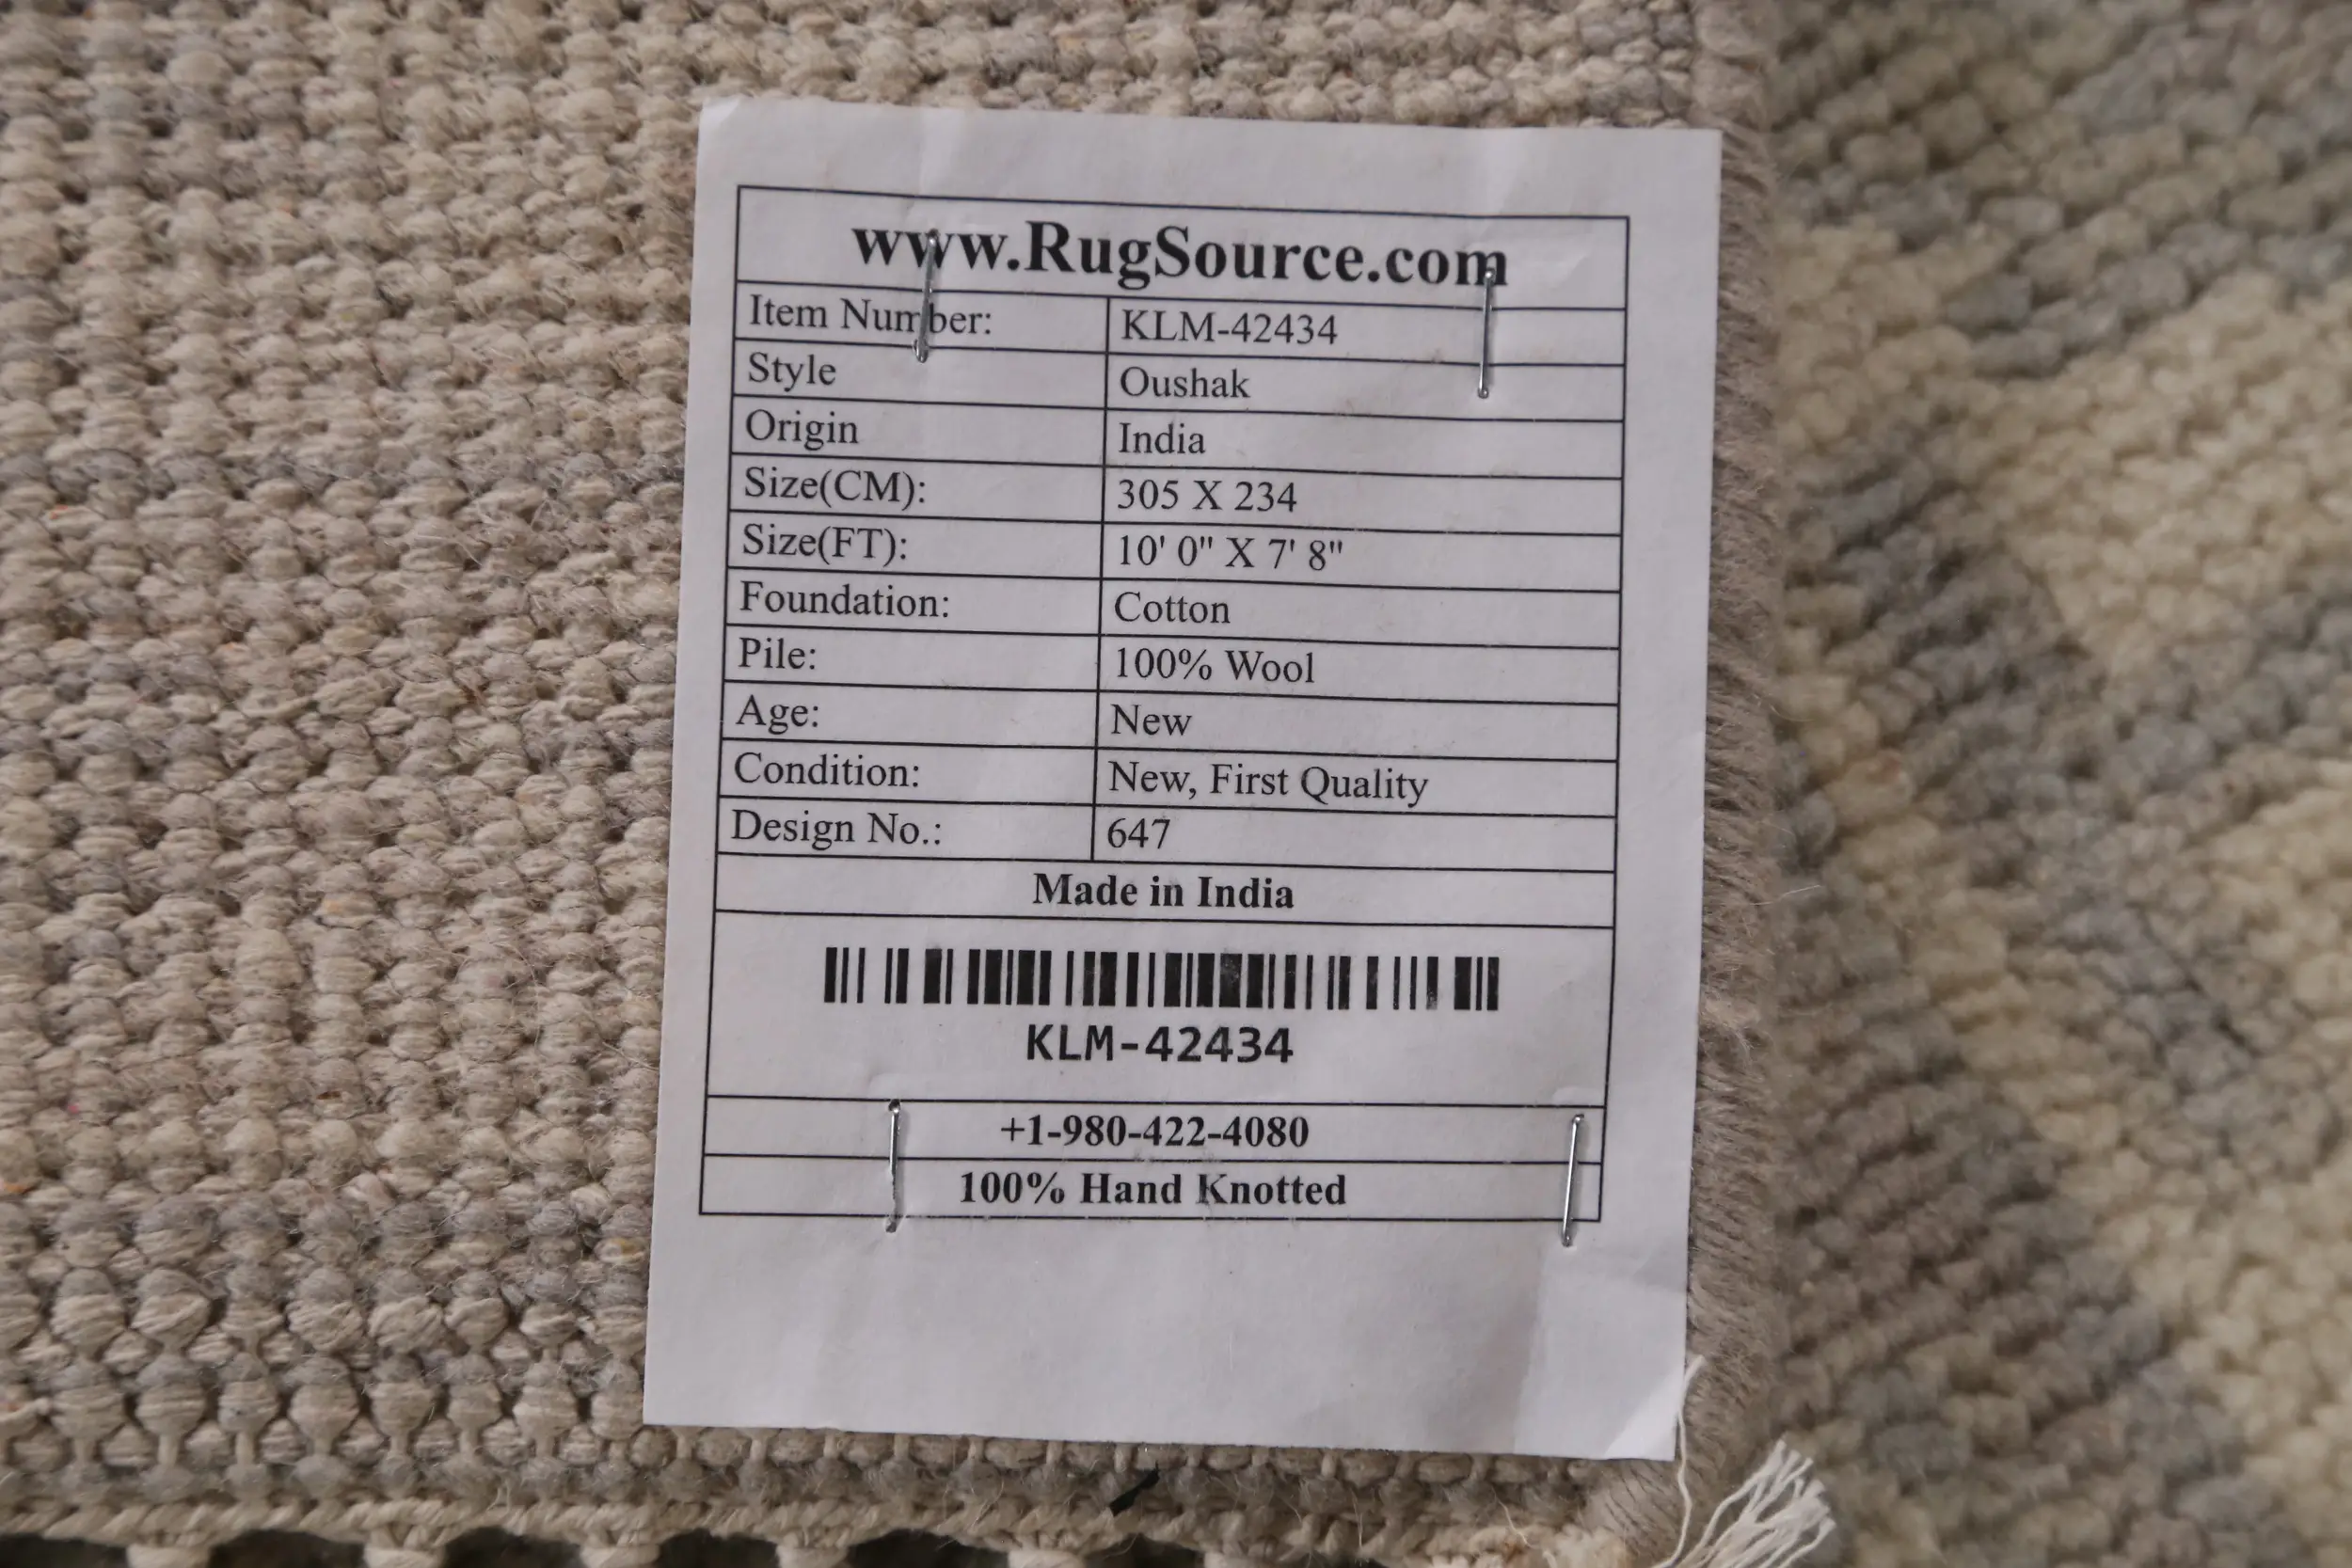 www.RugSource.com
Item Number: KLM-42434
Style Oushak
Origin India
Size(CM): 305 X 234
Size(FT): 10' 0" X 7' 8"
Foundation: Cotton
Pile: 100% Wool
Age: New
Condition: New, First Quality
Design No.: 647
Made in India
KLM-42434
+1-980-422-4080
100% Hand Knotted